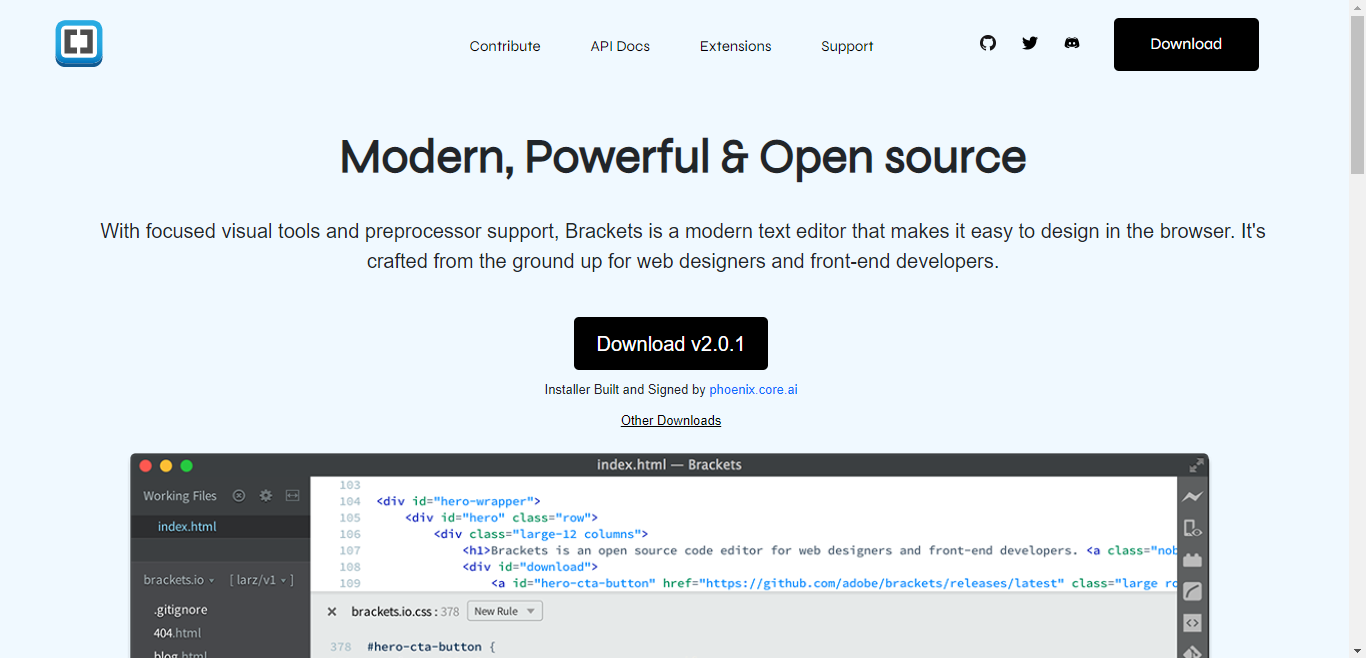 Contribute API Docs Extensions Support Download
Modern, Powerful & Open source
With focused visual tools and preprocessor support, Brackets is a modern text editor that makes it easy to design in the browser. It's
crafted from the ground up for web designers and front-end developers.
Download v2.0.1
Installer Built and Signed by phoenix.core.ai
Other Downloads
index.html — Brackets
Working Files
index.html
brackets.io [ larz/v1 ]
.gitignore
404.html
blog.html
103
104 <div id="hero-wrapper">
105 <div id="hero" class="row">
106 <div class="large-12 columns">
107 <h1>Brackets is an open source code editor for web designers and front-end developers. <a class="nob
108 <div id="download">
109 <a id="hero-cta-button" href="https://github.com/adobe/brackets/releases/latest" class="large ro
× brackets.io.css : 378 New Rule
378 #hero-cta-button {